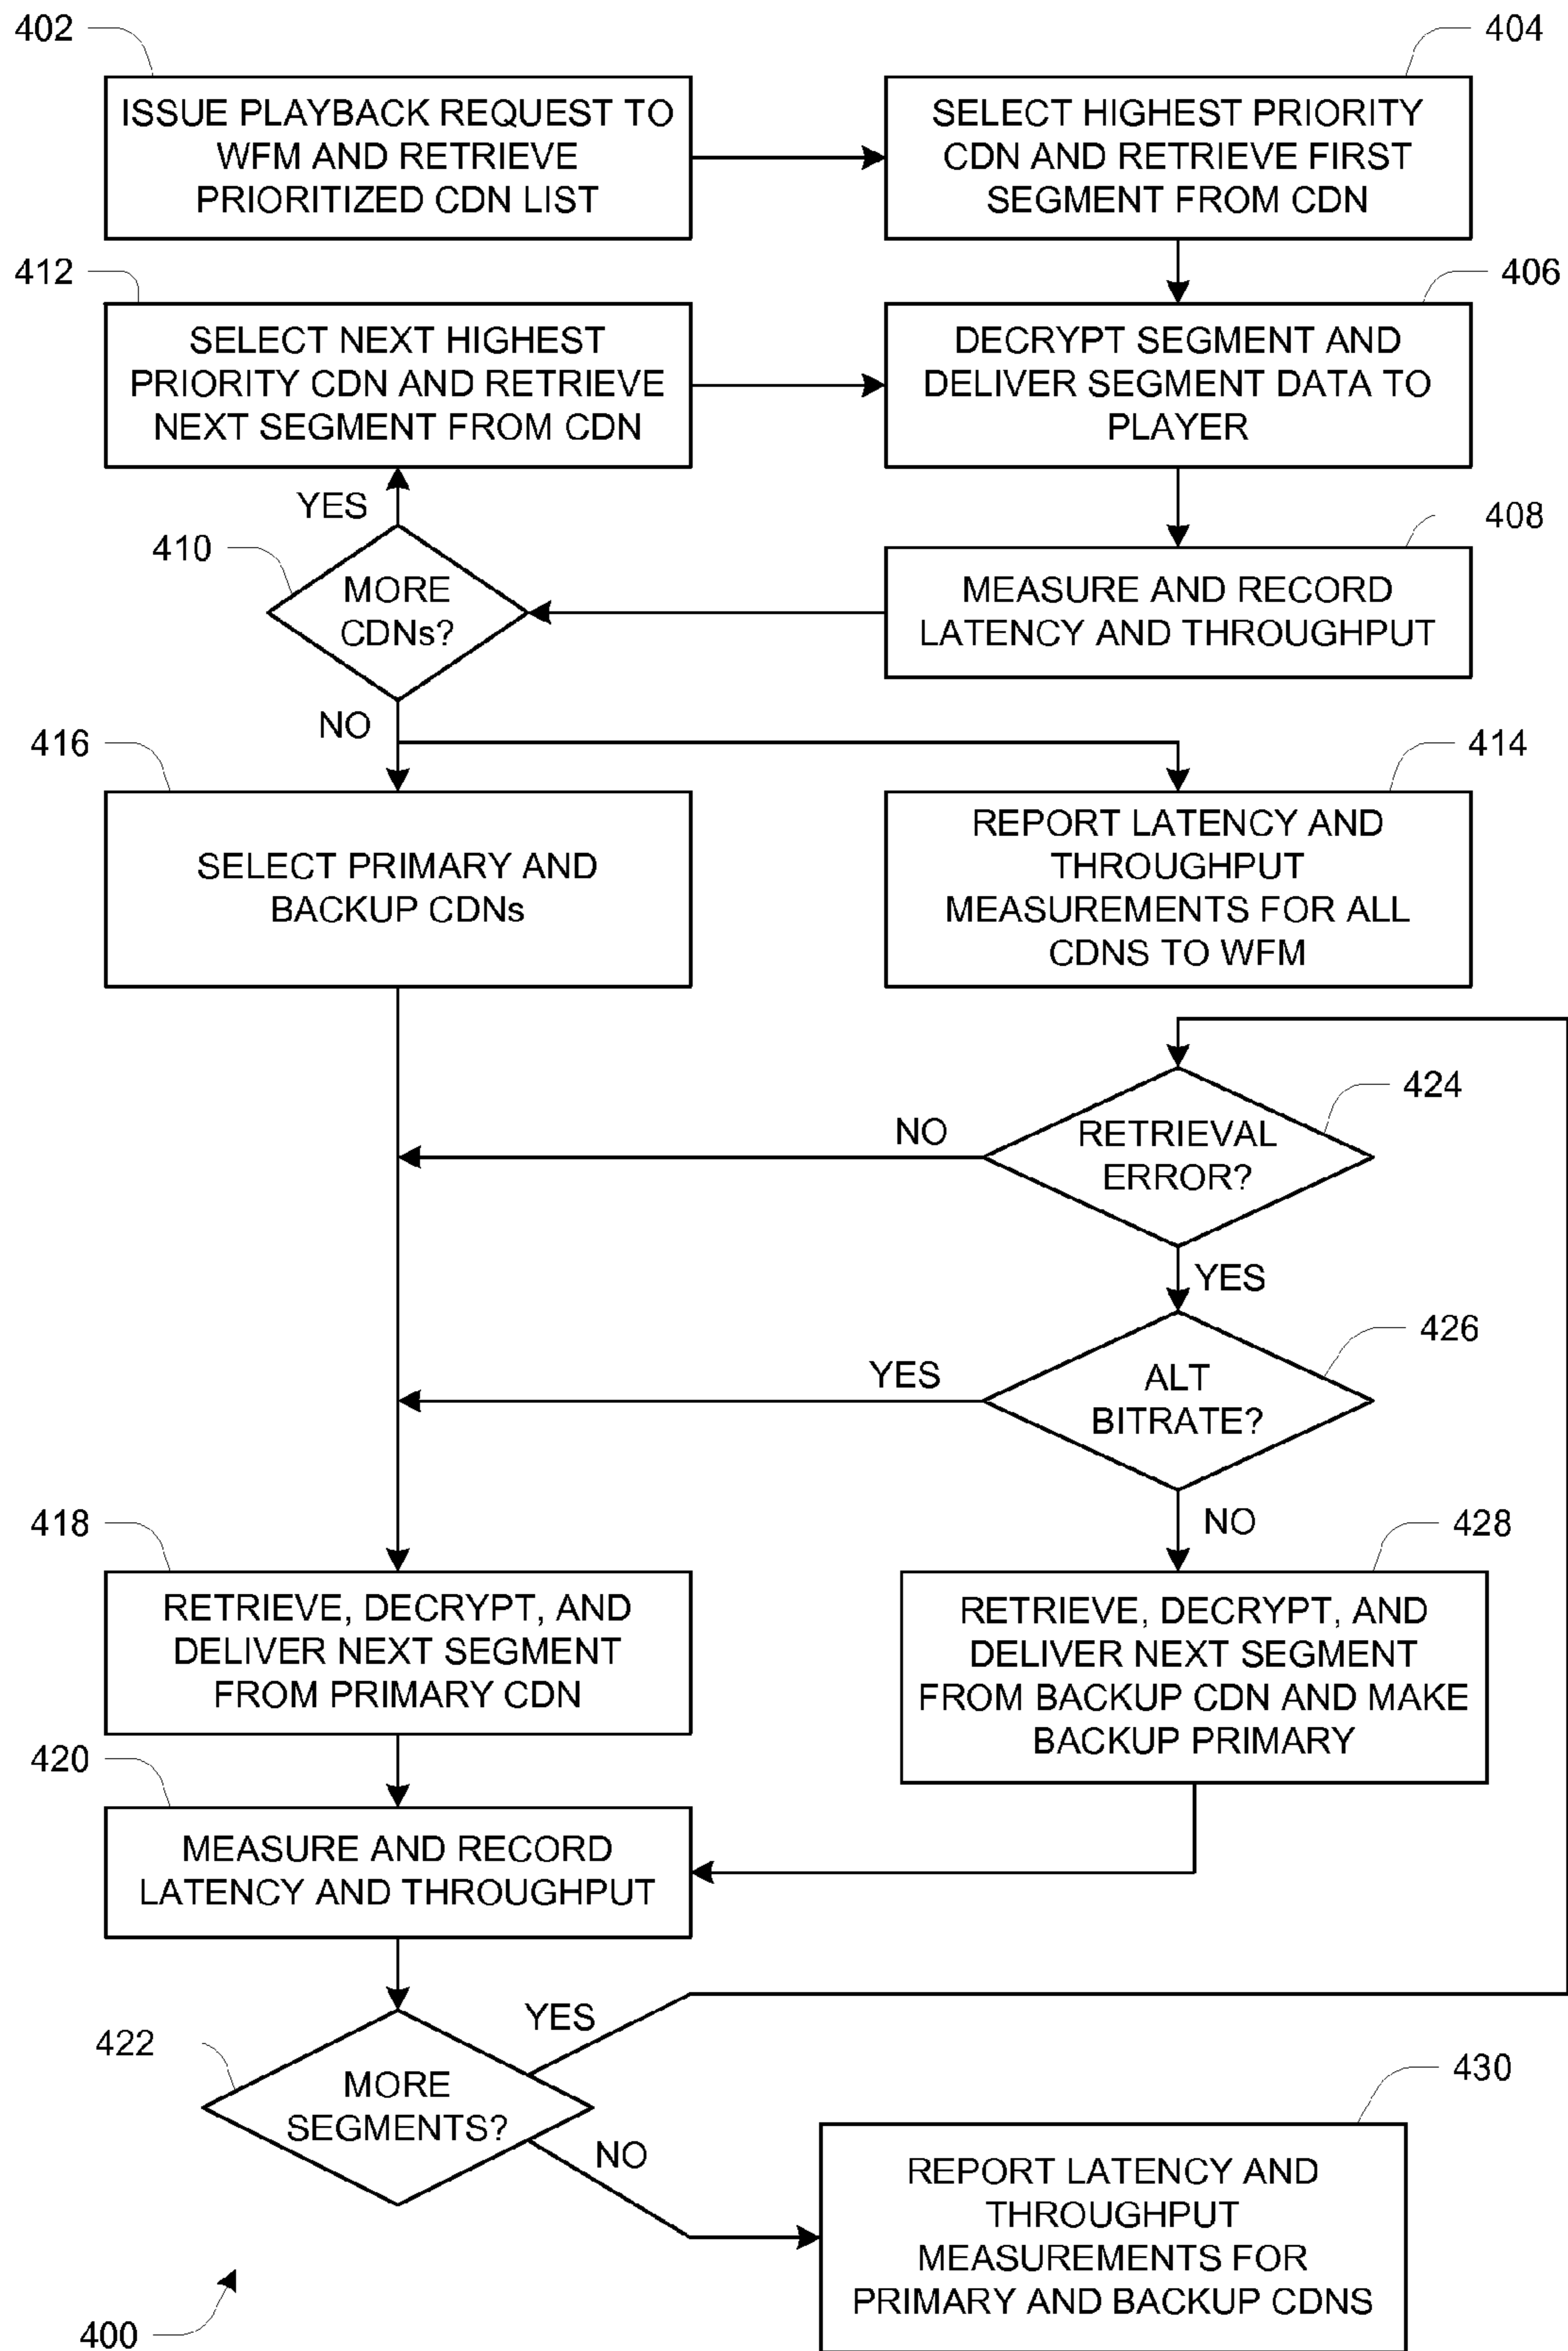 402
404
ISSUE PLAYBACK REQUEST TO
WFM AND RETRIEVE
PRIORITIZED CDN LIST
SELECT HIGHEST PRIORITY
CDN AND RETRIEVE FIRST
SEGMENT FROM CDN
412
406
SELECT NEXT HIGHEST
PRIORITY CDN AND RETRIEVE
NEXT SEGMENT FROM CDN
DECRYPT SEGMENT AND
DELIVER SEGMENT DATA TO
PLAYER
YES
408
410
MORE
CDNs?
MEASURE AND RECORD
LATENCY AND THROUGHPUT
NO
416
414
SELECT PRIMARY AND
BACKUP CDNs
REPORT LATENCY AND
THROUGHPUT
MEASUREMENTS FOR ALL
CDNS TO WFM
424
NO
RETRIEVAL
ERROR?
YES
426
YES
ALT
BITRATE?
NO
418
428
RETRIEVE, DECRYPT, AND
DELIVER NEXT SEGMENT
FROM PRIMARY CDN
RETRIEVE, DECRYPT, AND
DELIVER NEXT SEGMENT
FROM BACKUP CDN AND MAKE
BACKUP PRIMARY
420
MEASURE AND RECORD
LATENCY AND THROUGHPUT
YES
422
MORE
SEGMENTS?
430
NO
REPORT LATENCY AND
THROUGHPUT
MEASUREMENTS FOR
PRIMARY AND BACKUP CDNS
400